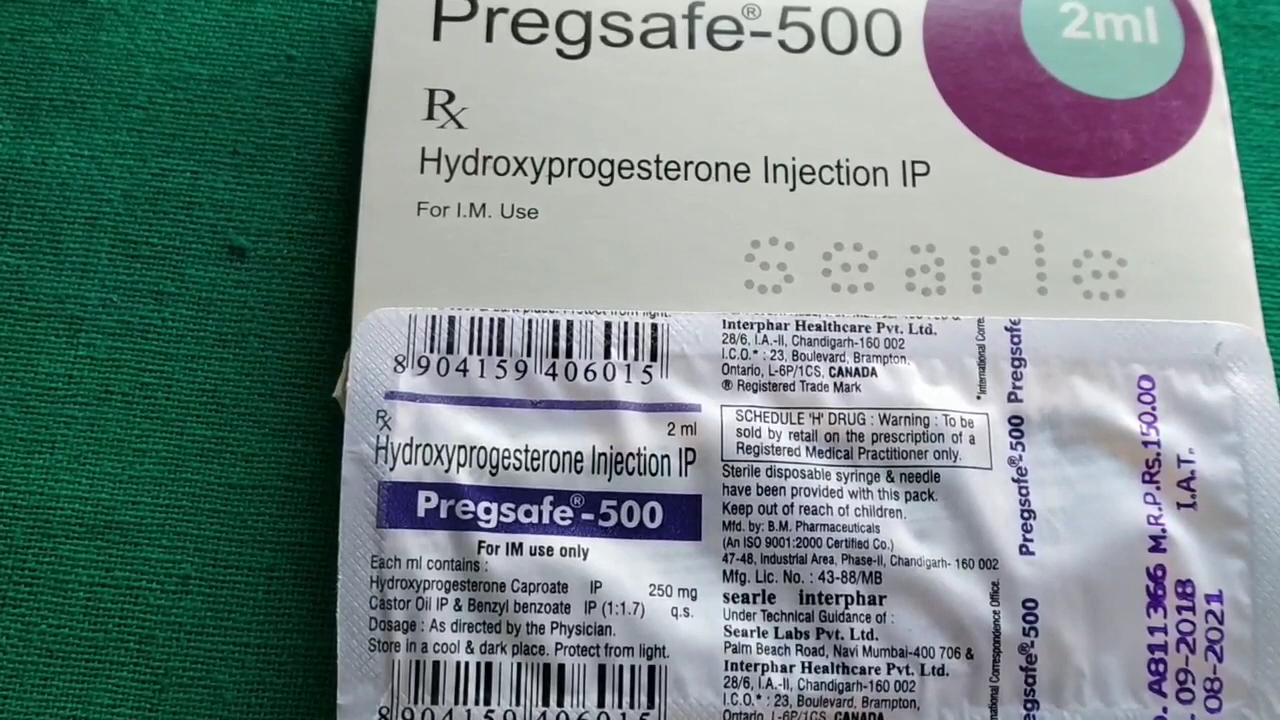 Pregsafe®-500
2ml
Rx
Hydroxyprogesterone Injection IP
For I.M. Use
searle
8 904159 406015
Rx
2 ml
Hydroxyprogesterone Injection IP
Pregsafe®-500
For IM use only
Each ml contains :
Hydroxyprogesterone Caproate IP 250 mg
Castor Oil IP & Benzyl benzoate IP (1:1.7) q.s.
Dosage : As directed by the Physician.
Store in a cool & dark place. Protect from light.
8 904159 406015
Interphar Healthcare Pvt. Ltd.
28/6, I.A.-II, Chandigarh-160 002
I.C.O.* : 23, Boulevard, Brampton,
Ontario, L-6P/1CS, CANADA
® Registered Trade Mark
SCHEDULE 'H' DRUG : Warning : To be
sold by retail on the prescription of a
Registered Medical Practitioner only.
Sterile disposable syringe & needle
have been provided with this pack.
Keep out of reach of children.
Mfd. by: B.M. Pharmaceuticals
(An ISO 9001:2000 Certified Co.)
47-48, Industrial Area, Phase-II, Chandigarh- 160 002
Mfg. Lic. No. : 43-88/MB
searle interphar
Under Technical Guidance of :
Searle Labs Pvt. Ltd.
Palm Beach Road, Navi Mumbai-400 706 &
Interphar Healthcare Pvt. Ltd.
28/6, I.A.-II, Chandigarh-160 002
I.C.O.* : 23, Boulevard, Brampton,
Ontario, L-6P/1CS, CANADA
*International
Correspondence Office.
Pregsafe®-500 Pregsafe
A811366 M.R.P.Rs.150.00
09-2018 I.A.T.
08-2021